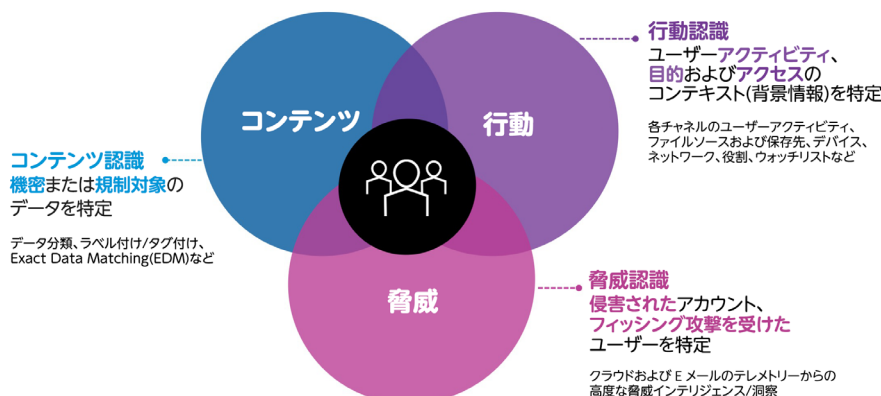 コンテンツ
行動
脅威
コンテンツ認識
機密または規制対象の
データを特定
データ分類、ラベル付け/タグ付け、
Exact Data Matching(EDM)など
行動認識
ユーザーアクティビティ、
目的およびアクセスの
コンテキスト(背景情報)を特定
各チャネルのユーザーアクティビティ、
ファイルソースおよび保存先、デバイス、
ネットワーク、役割、ウォッチリストなど
脅威認識
侵害されたアカウント、
フィッシング攻撃を受けた
ユーザーを特定
クラウドおよび E メールのテレメトリーからの
高度な脅威インテリジェンス/洞察